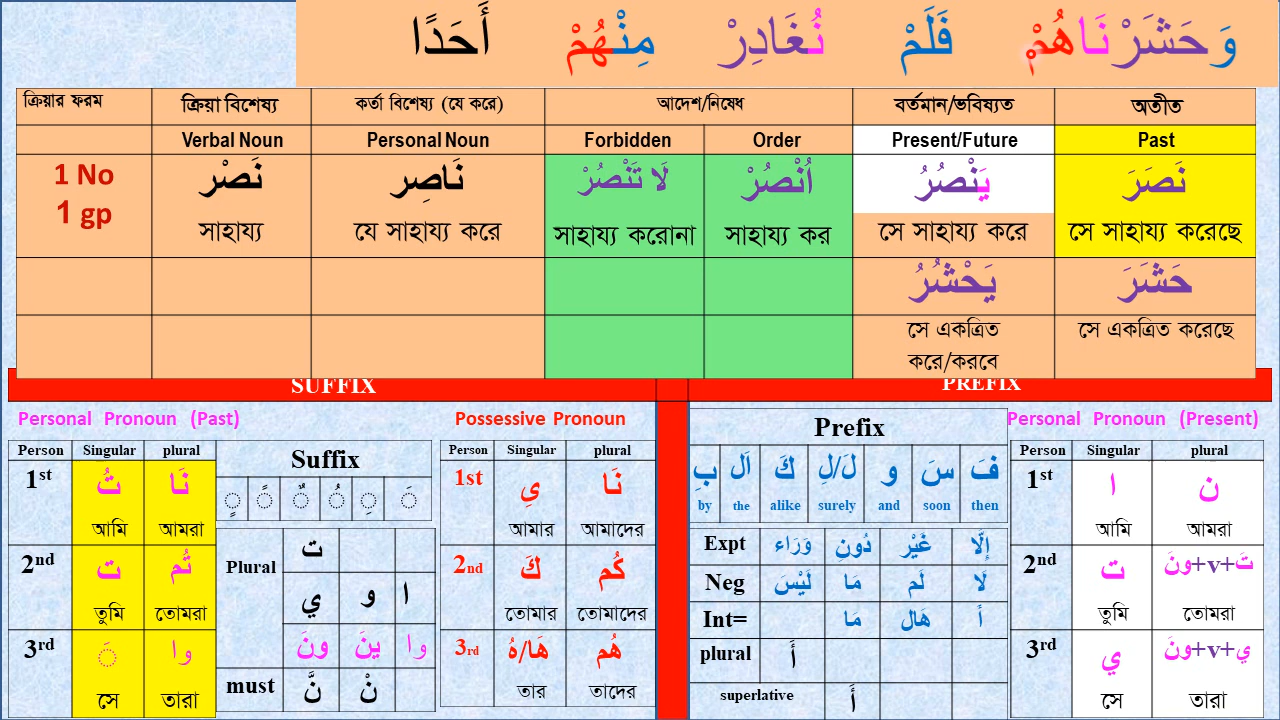 وَحَشَرْنَاهُمْ فَلَمْ نُغَادِرْ مِنْهُمْ أَحَدًا
ক্রিয়ার ফরম ক্রিয়া বিশেষ্য কর্তা বিশেষ্য (যে করে) আদেশ/নিষেধ বর্তমান/ভবিষ্যত অতীত
Verbal Noun Personal Noun Forbidden Order Present/Future Past
1 No نَصْر نَاصِر لَا تَنْصُرْ اُنْصُرْ يَنْصُرُ نَصَرَ
1 gp সাহায্য যে সাহায্য করে সাহায্য করোনা সাহায্য কর সে সাহায্য করে সে সাহায্য করেছে
يَحْشُرُ حَشَرَ
সে একত্রিত সে একত্রিত করেছে
করে/করবে
SUFFIX PREFIX
Personal Pronoun (Past)
Person Singular plural
1st تُ نَا
আমি আমরা
2nd ت تُم
তুমি তোমরা
3rd ◌َ وا
সে তারা
Suffix
◌ٍ ◌ً ◌ٌ ◌ُ ◌ِ ◌َ
Plural ت
ي و ا
ونَ ينَ وا
must نَّ نْ
Possessive Pronoun
Person Singular plural
1st ي نَا
আমার আমাদের
2nd كَ كُم
তোমার তোমাদের
3rd هَا/هُ هُم
তার তাদের
Prefix
بِ اَل كَ لَ/لِ و سَ فَ
by the alike surely and soon then
Expt وَرَاء دُونِ غَيْر إِلَّا
Neg لَيْسَ مَا لَم لَا
Int= مَا هَال أ
plural أَ
superlative أَ
Personal Pronoun (Present)
Person Singular plural
1st ا ن
আমি আমরা
2nd ت تَ+v+ونَ
তুমি তোমরা
3rd ي ي+v+ونَ
সে তারা